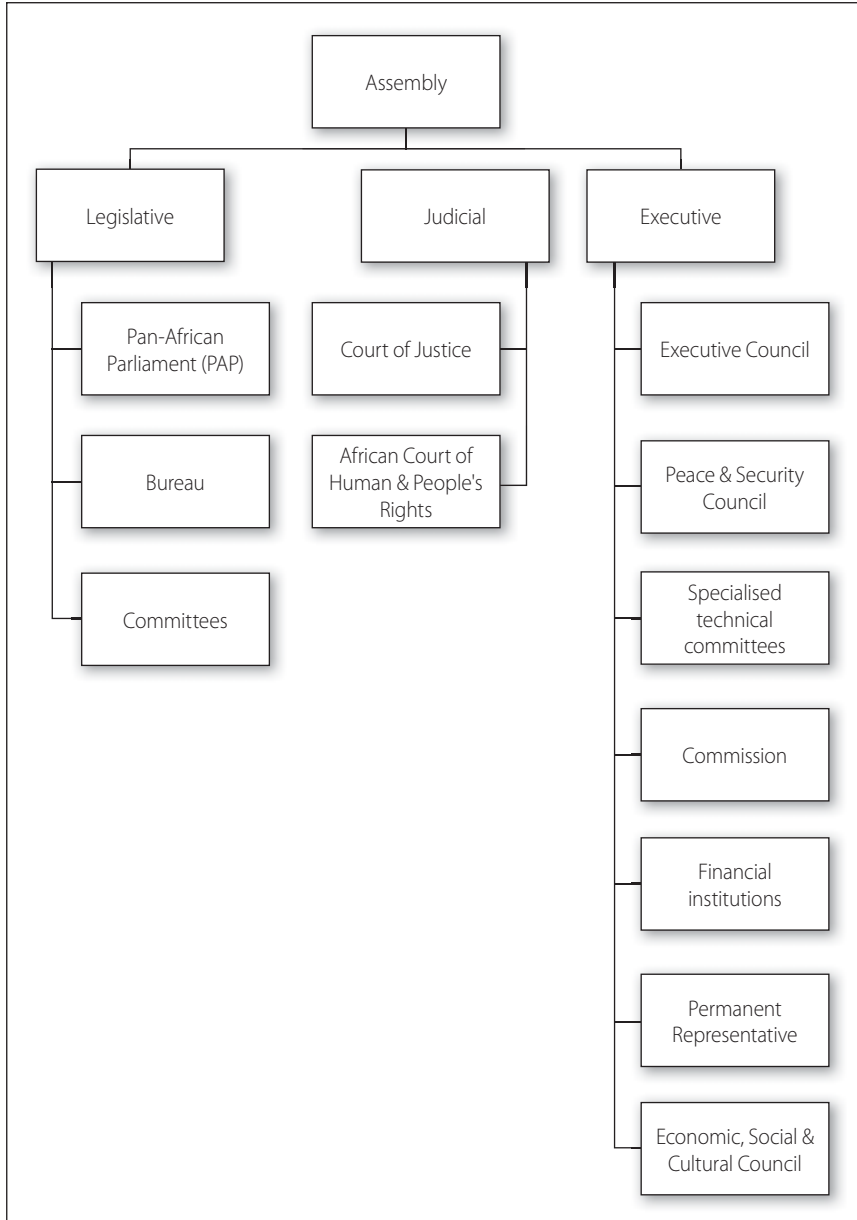 Assembly
Legislative
Judicial
Executive
Pan-African
Parliament (PAP)
Bureau
Committees
Court of Justice
African Court of
Human & People's
Rights
Executive Council
Peace & Security
Council
Specialised
technical
committees
Commission
Financial
institutions
Permanent
Representative
Economic, Social &
Cultural Council